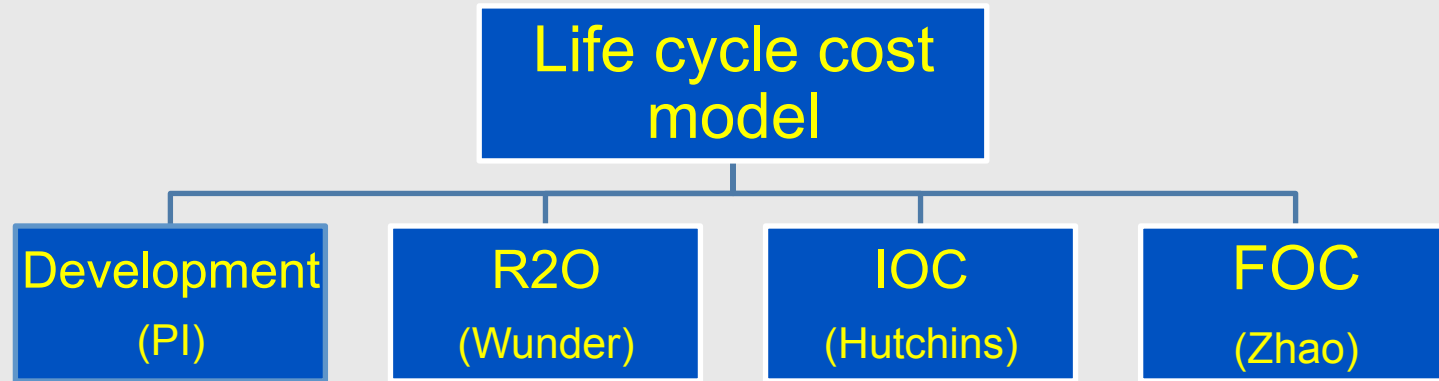 Life cycle cost
model
Development
(PI)
R2O
(Wunder)
IOC
(Hutchins)
FOC
(Zhao)